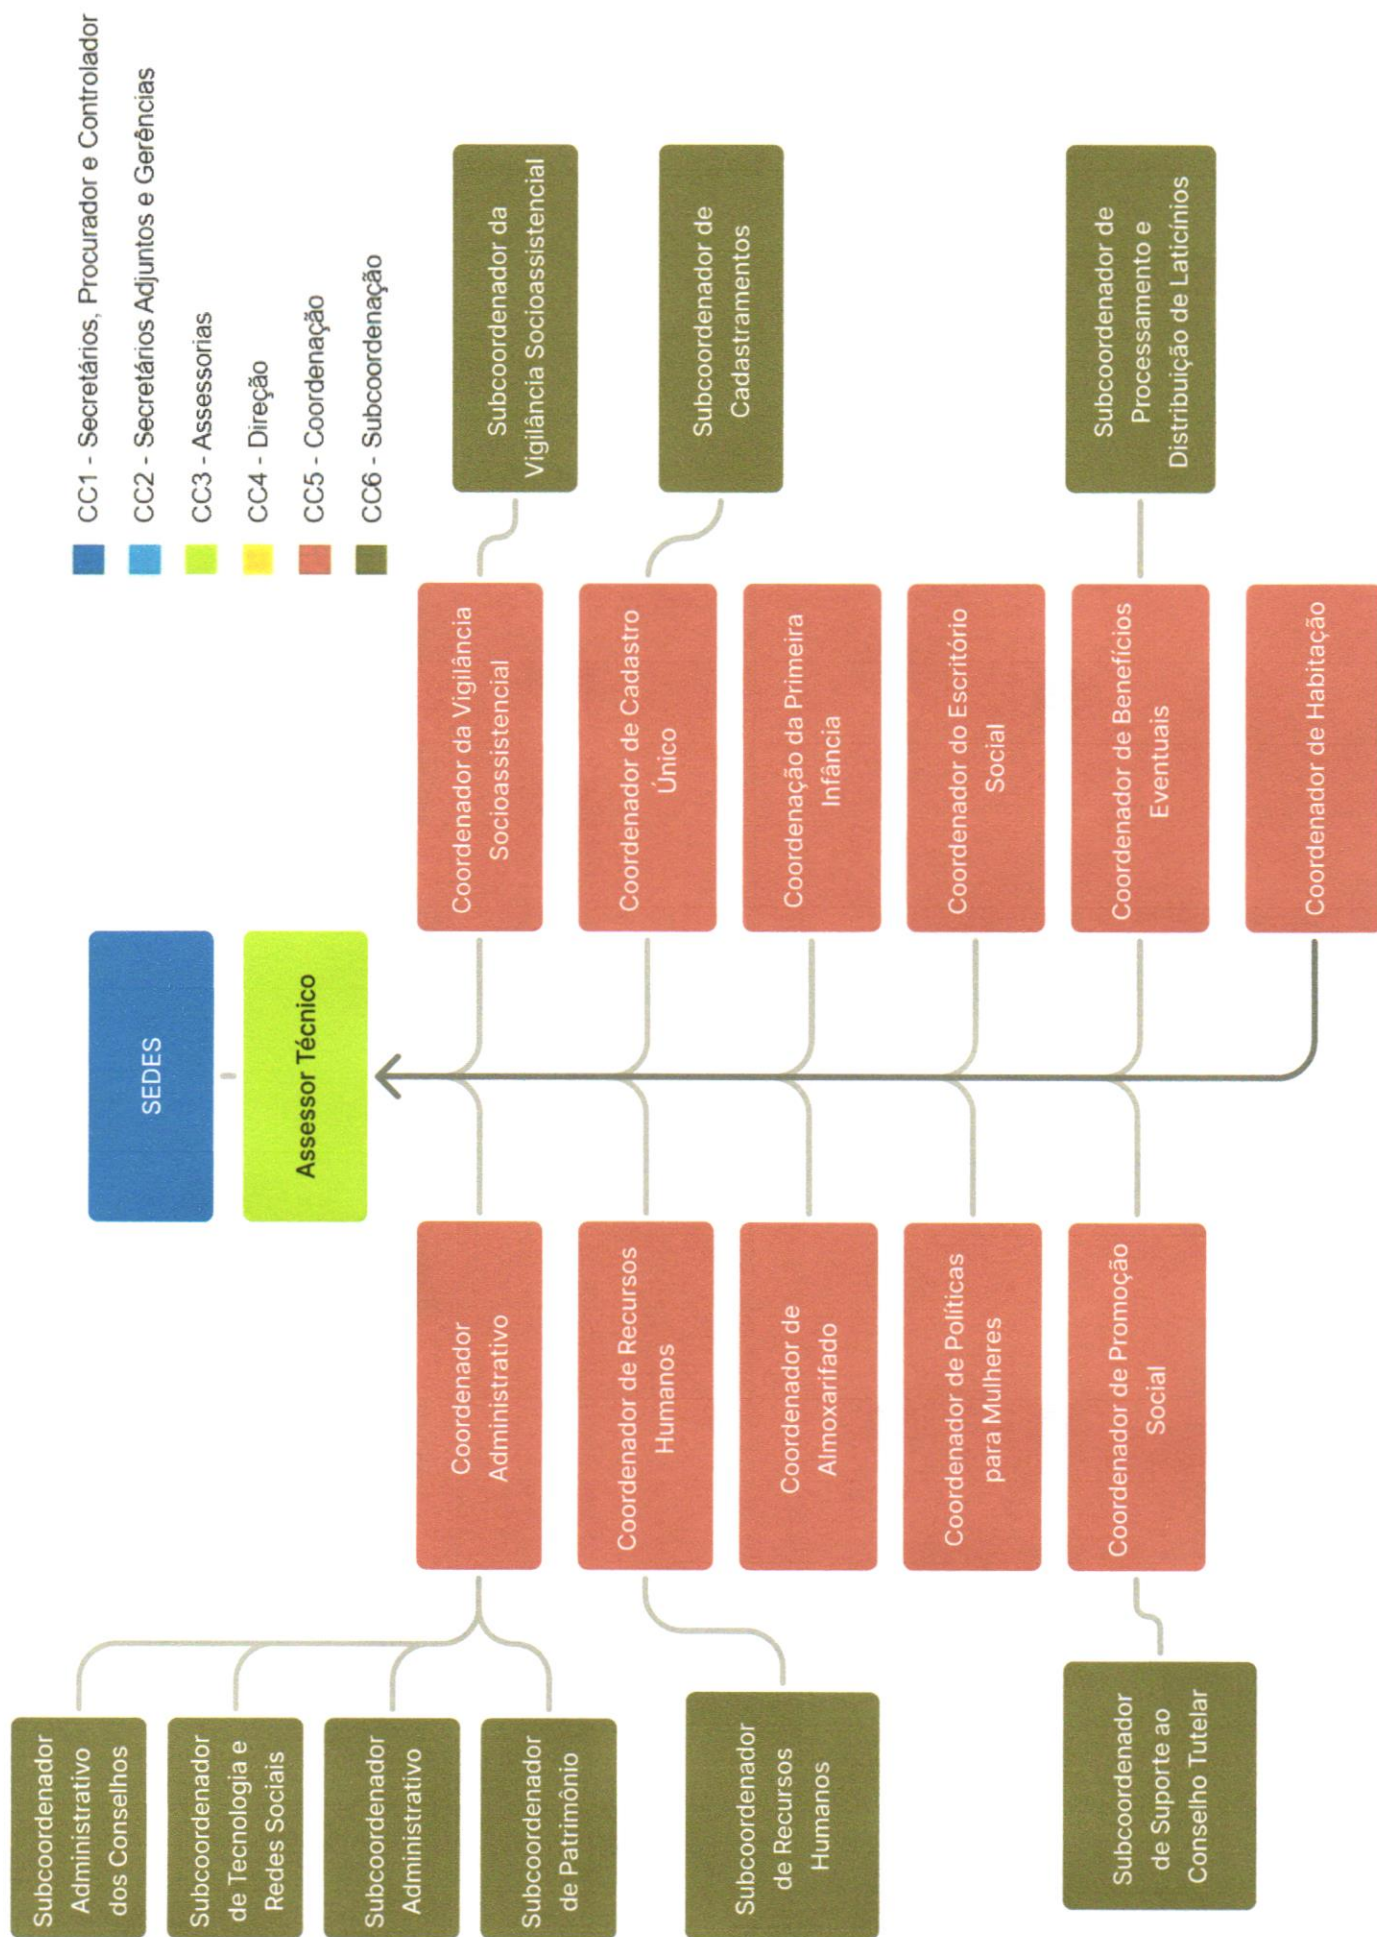 CC1 - Secretários, Procurador e Controlador
CC2 - Secretários Adjuntos e Gerências
CC3 - Assessorias
CC4 - Direção
CC5 - Coordenação
CC6 - Subcoordenação
SEDES
Assessor Técnico
Subcoordenador
Administrativo
dos Conselhos
Subcoordenador
de Tecnologia e
Redes Sociais
Subcoordenador
Administrativo
Subcoordenador
de Patrimônio
Coordenador
Administrativo
Coordenador da Vigilância
Socioassistencial
Subcoordenador da
Vigilância Socioassistencial
Subcoordenador
de Recursos
Humanos
Coordenador de Recursos
Humanos
Coordenador de Cadastro
Único
Subcoordenador de
Cadastramentos
Coordenador de
Almoxarifado
Coordenação da Primeira
Infância
Coordenador de Políticas
para Mulheres
Coordenador do Escritório
Social
Subcoordenador
de Suporte ao
Conselho Tutelar
Coordenador de Promoção
Social
Coordenador de Benefícios
Eventuais
Subcoordenador de
Processamento e
Distribuição de Laticínios
Coordenador de Habitação